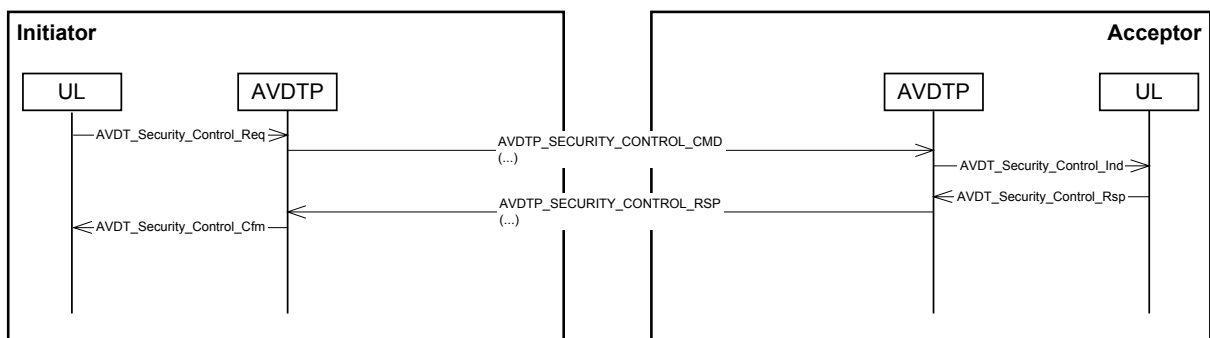 Initiator
Acceptor
UL
AVDTP
AVDTP
UL
AVDT_Security_Control_Req
AVDTP_SECURITY_CONTROL_CMD
(...)
AVDT_Security_Control_Ind
AVDT_Security_Control_Rsp
AVDTP_SECURITY_CONTROL_RSP
(...)
AVDT_Security_Control_Cfm